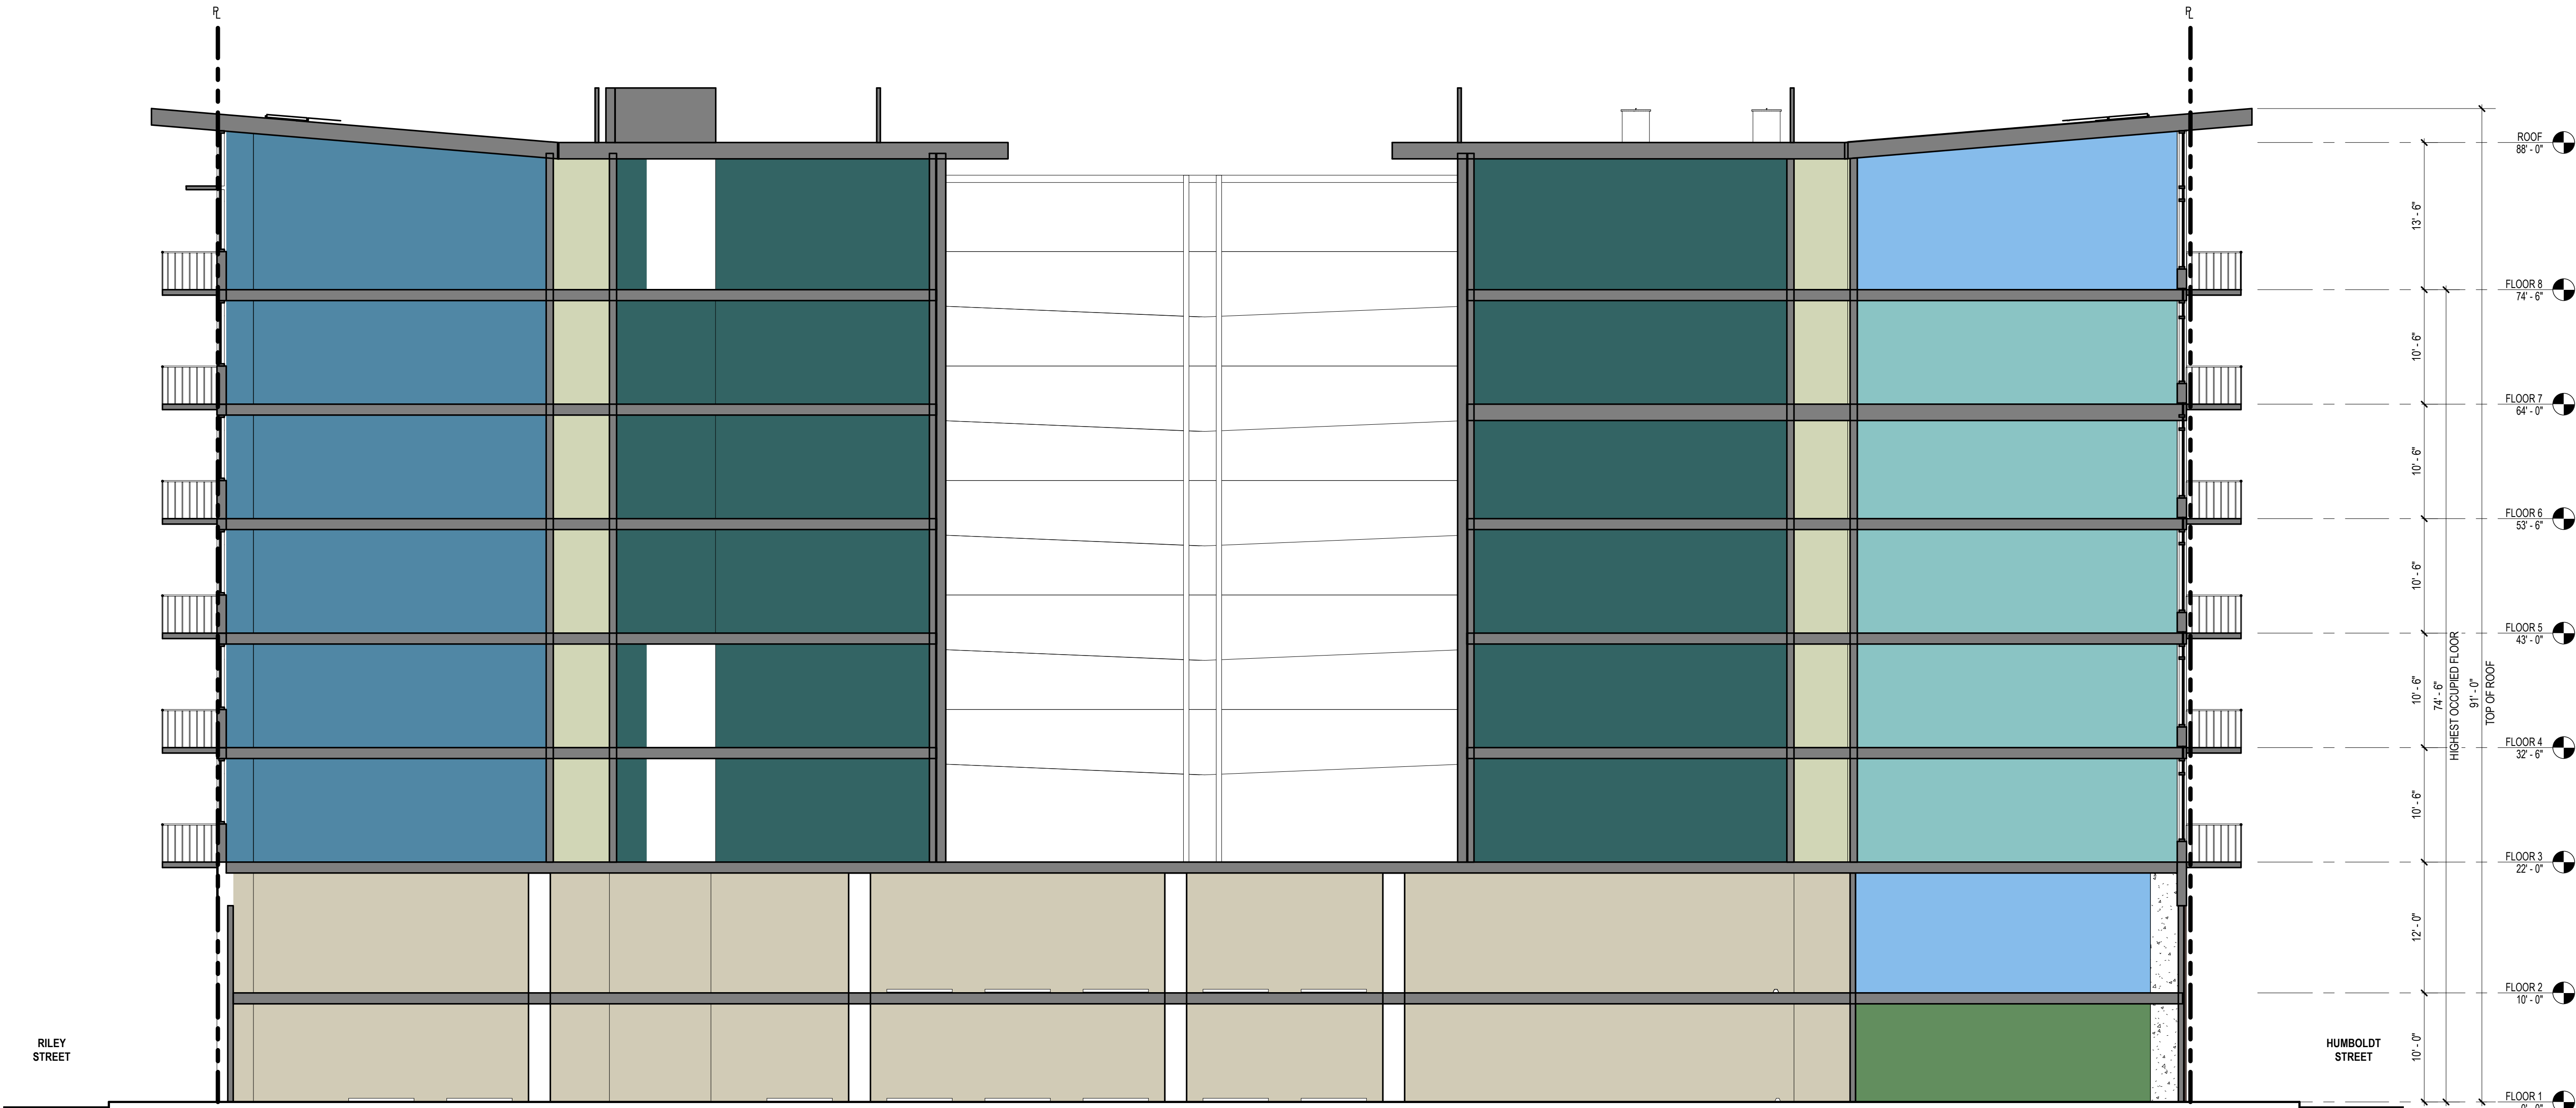 PL
PL
ROOF
88' - 0"
13' - 6"
FLOOR 8
74' - 6"
10' - 6"
FLOOR 7
64' - 0"
10' - 6"
FLOOR 6
53' - 6"
10' - 6"
FLOOR 5
43' - 0"
10' - 6"
74' - 6"
HIGHEST OCCUPIED FLOOR
91' - 0"
TOP OF ROOF
FLOOR 4
32' - 6"
10' - 6"
FLOOR 3
22' - 0"
12' - 0"
FLOOR 2
10' - 0"
10' - 0"
RILEY
STREET
HUMBOLDT
STREET
FLOOR 1
0' - 0"